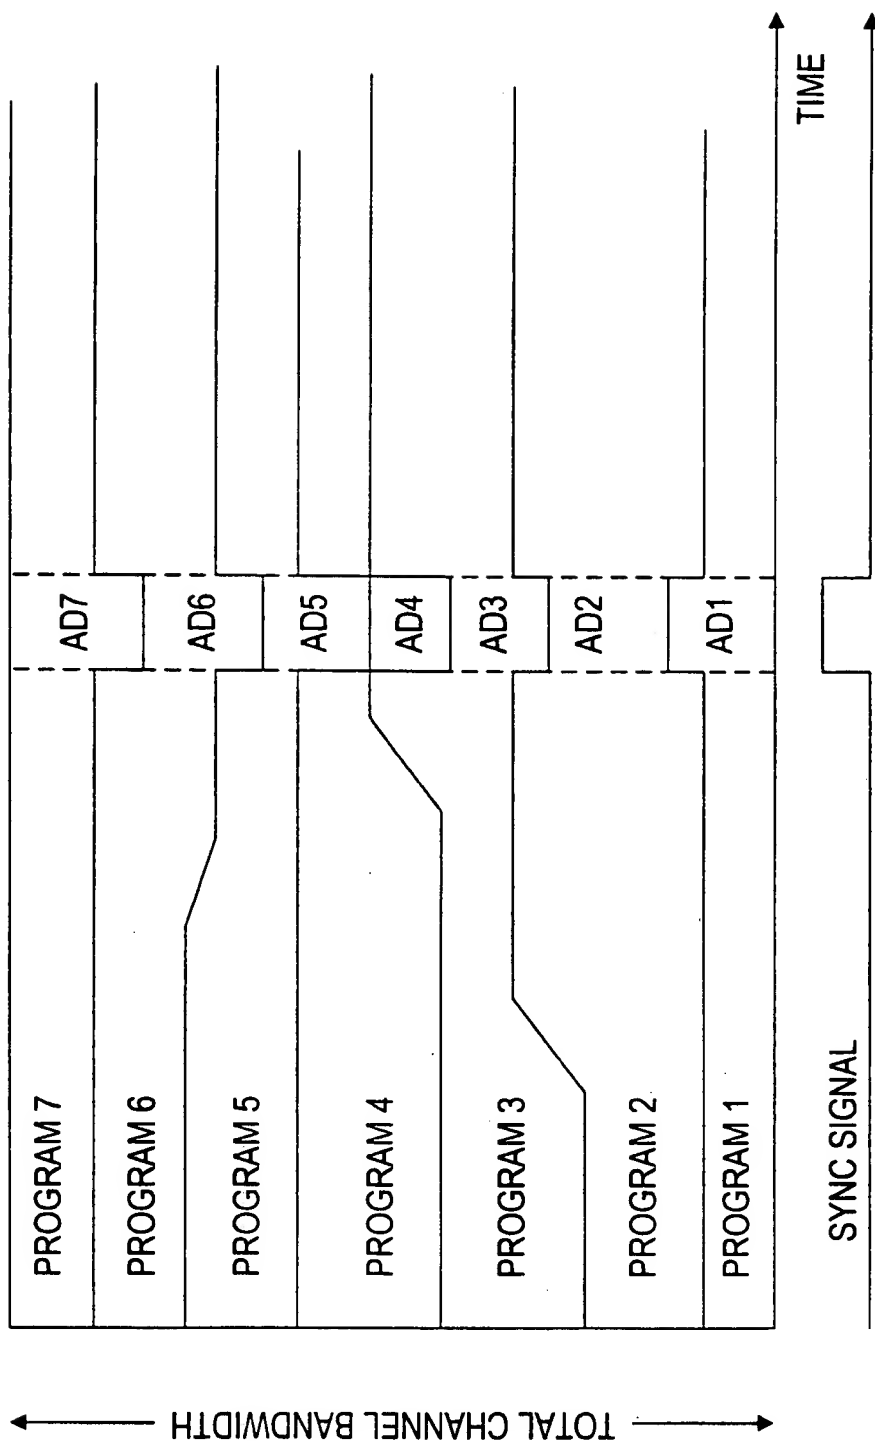 TOTAL CHANNEL BANDWIDTH
PROGRAM 7
PROGRAM 6
PROGRAM 5
PROGRAM 4
PROGRAM 3
PROGRAM 2
PROGRAM 1
AD7
AD6
AD5
AD4
AD3
AD2
AD1
TIME
SYNC SIGNAL